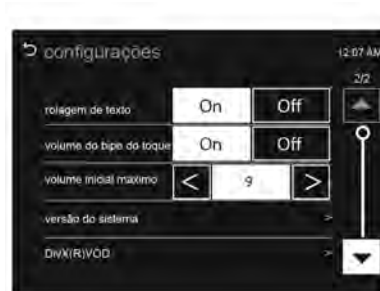 configurações 12:07 AM
2/2
rolagem de texto On Off
volume do bipe do toque On Off
volume inicial máximo < 9 >
versão do sistema >
DivX(R)VOD >